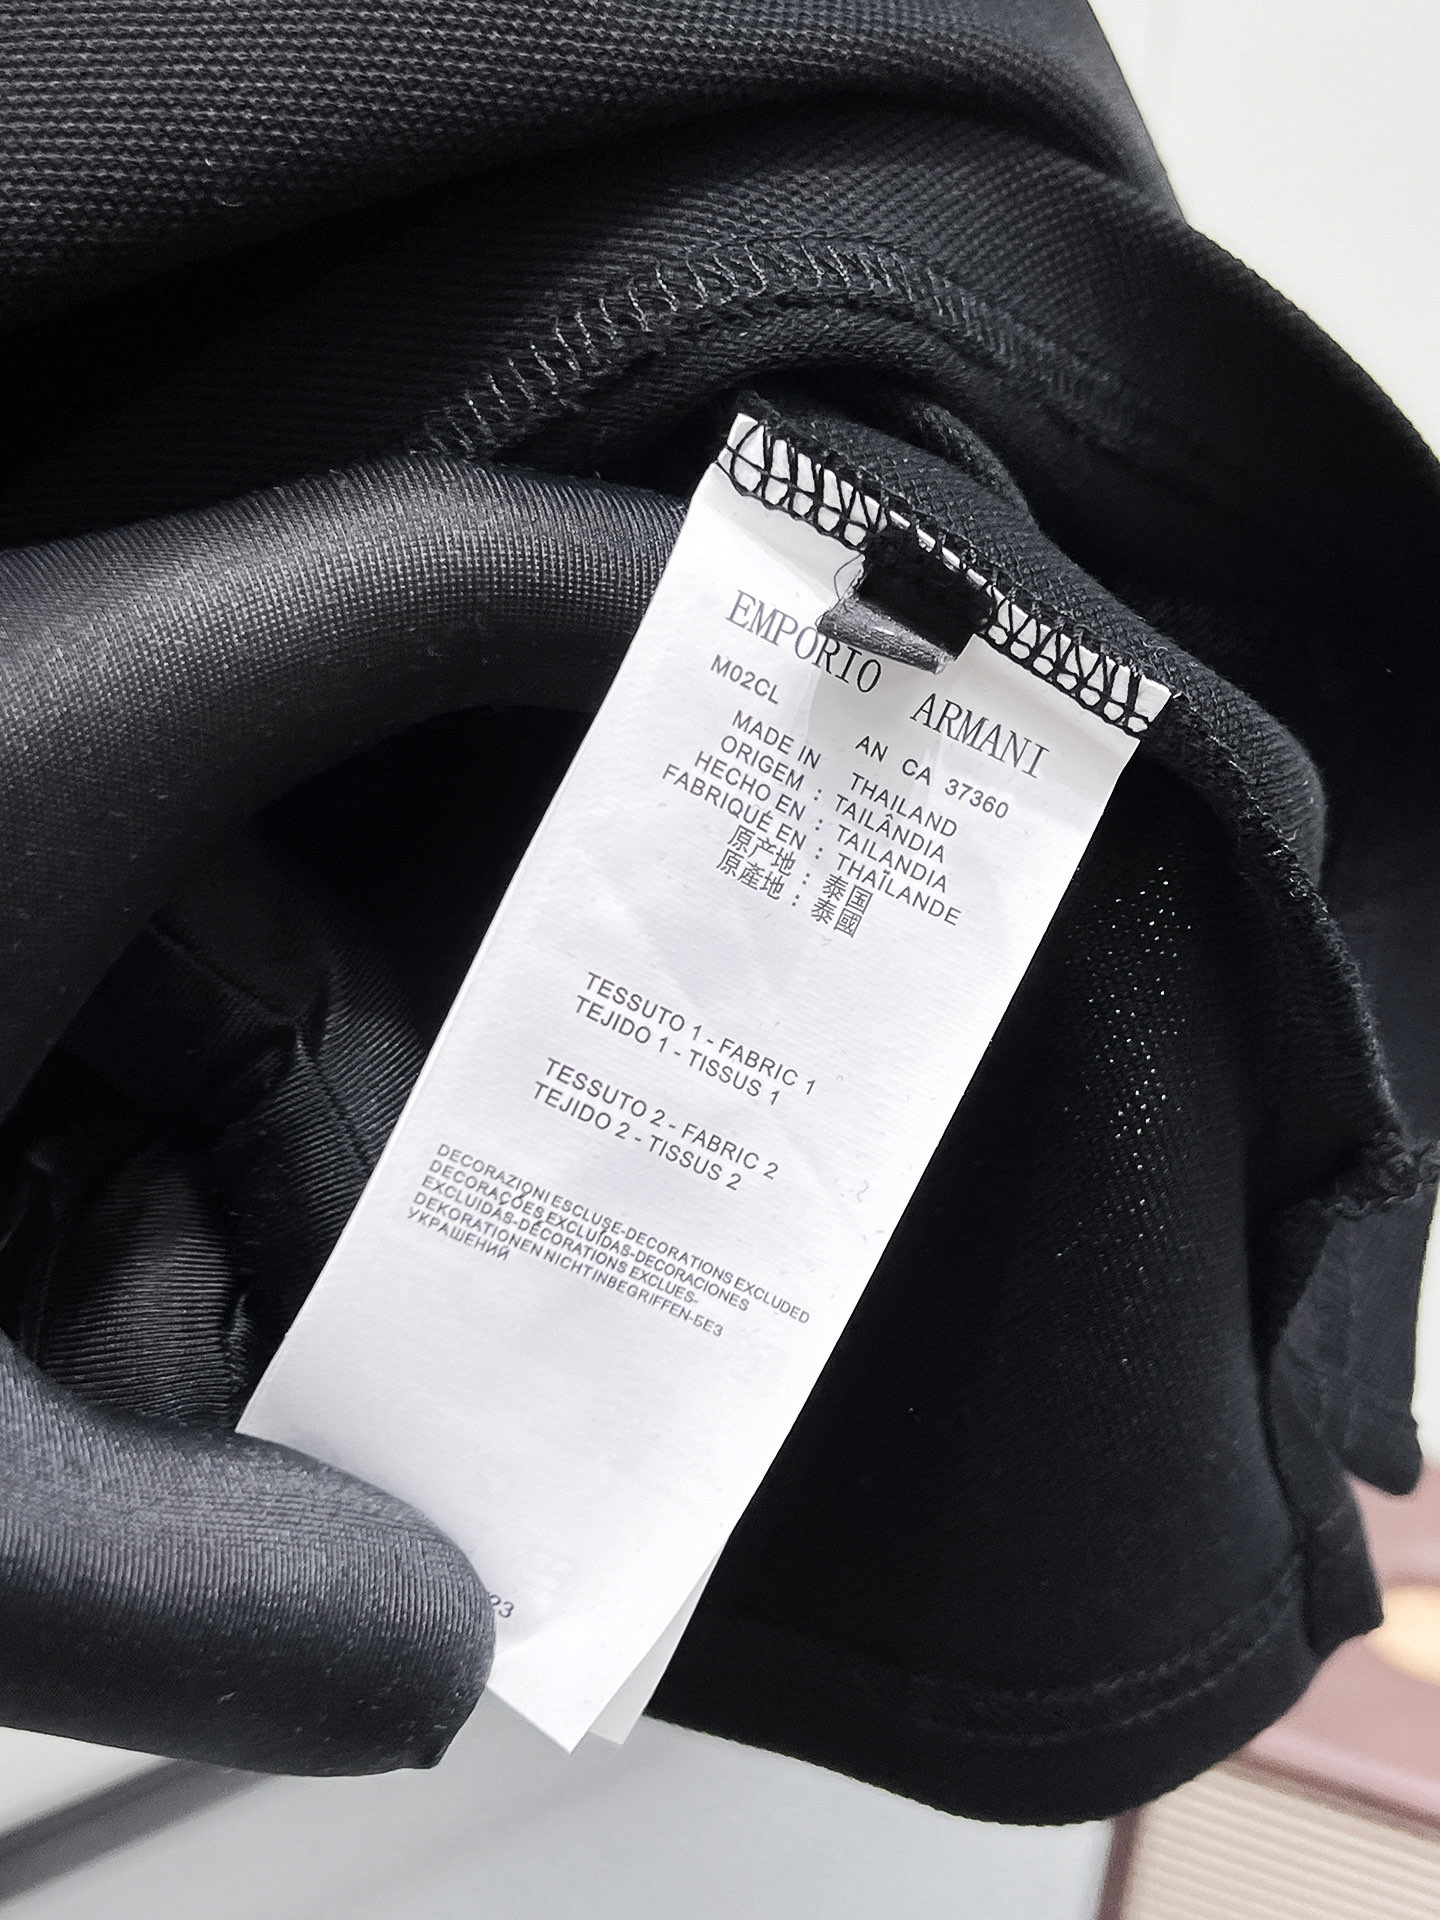 EMPORIO ARMANI
M02CL AN CA 37360
MADE IN THAILAND
ORIGEM : TAILÂNDIA
HECHO EN : TAILANDIA
FABRIQUÉ EN : THAÏLANDE
原产地 : 泰国
原產地 : 泰國
TESSUTO 1 - FABRIC 1
TEJIDO 1 - TISSUS 1
TESSUTO 2 - FABRIC 2
TEJIDO 2 - TISSUS 2
DECORAZIONI ESCLUSE-DECORATIONS EXCLUDED
DECORAÇÕES EXCLUÍDAS-DECORACIONES
EXCLUIDAS-DÉCORATIONS EXCLUES-
DEKORATIONEN NICHT INBEGRIFFEN-БЕЗ
УКРАШЕНИЙ